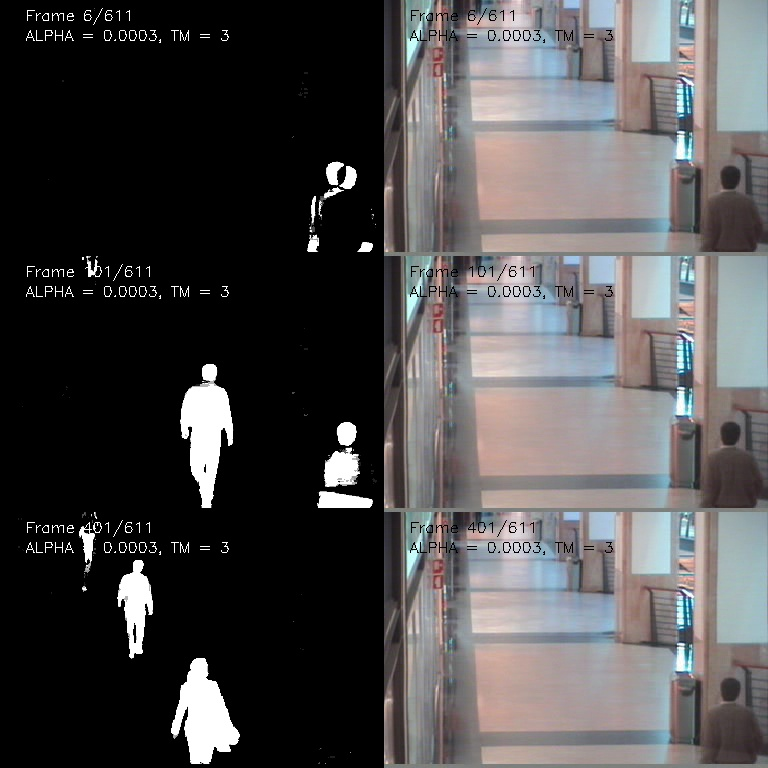 Frame 6/611
ALPHA = 0.0003, TM = 3
Frame 6/611
ALPHA = 0.0003, TM = 3
Frame 101/611
ALPHA = 0.0003, TM = 3
Frame 101/611
ALPHA = 0.0003, TM = 3
Frame 401/611
ALPHA = 0.0003, TM = 3
Frame 401/611
ALPHA = 0.0003, TM = 3